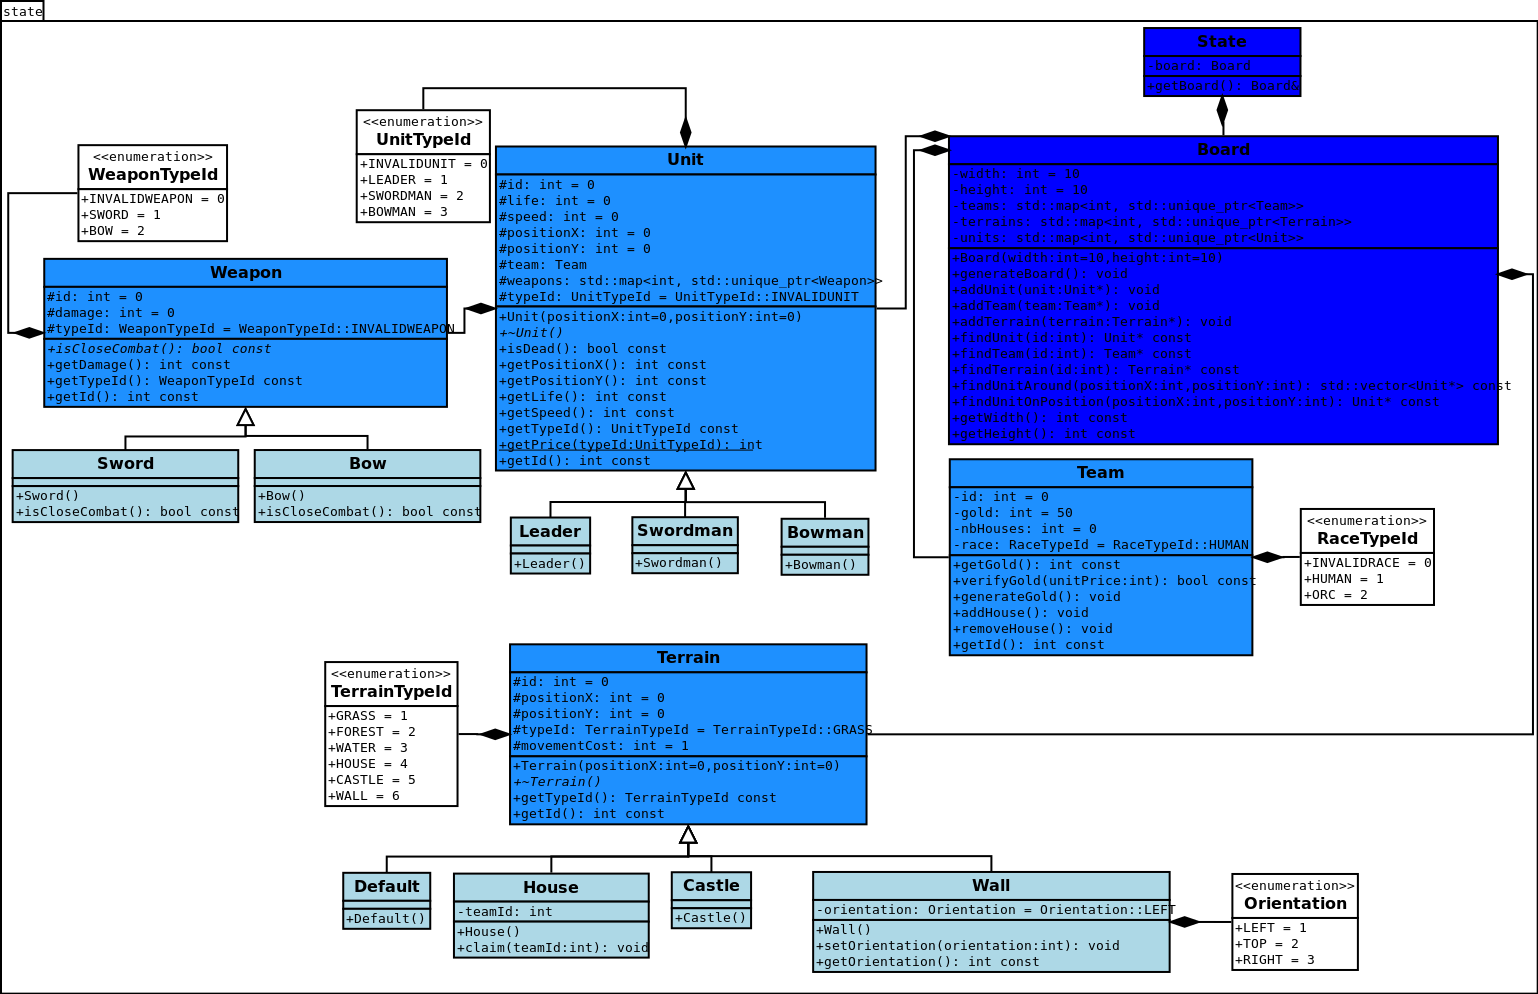 state
State
-board: Board
+getBoard(): Board&
<<enumeration>>
UnitTypeId
+INVALIDUNIT = 0
+LEADER = 1
+SWORDMAN = 2
+BOWMAN = 3
<<enumeration>>
WeaponTypeId
+INVALIDWEAPON = 0
+SWORD = 1
+BOW = 2
Unit
#id: int = 0
#life: int = 0
#speed: int = 0
#positionX: int = 0
#positionY: int = 0
#team: Team
#weapons: std::map<int, std::unique_ptr<Weapon>>
#typeId: UnitTypeId = UnitTypeId::INVALIDUNIT
+Unit(positionX:int=0,positionY:int=0)
+~Unit()
+isDead(): bool const
+getPositionX(): int const
+getPositionY(): int const
+getLife(): int const
+getSpeed(): int const
+getTypeId(): UnitTypeId const
+getPrice(typeId:UnitTypeId): int
+getId(): int const
Board
-width: int = 10
-height: int = 10
-teams: std::map<int, std::unique_ptr<Team>>
-terrains: std::map<int, std::unique_ptr<Terrain>>
-units: std::map<int, std::unique_ptr<Unit>>
+Board(width:int=10,height:int=10)
+generateBoard(): void
+addUnit(unit:Unit*): void
+addTeam(team:Team*): void
+addTerrain(terrain:Terrain*): void
+findUnit(id:int): Unit* const
+findTeam(id:int): Team* const
+findTerrain(id:int): Terrain* const
+findUnitAround(positionX:int,positionY:int): std::vector<Unit*> const
+findUnitOnPosition(positionX:int,positionY:int): Unit* const
+getWidth(): int const
+getHeight(): int const
Weapon
#id: int = 0
#damage: int = 0
#typeId: WeaponTypeId = WeaponTypeId::INVALIDWEAPON
+isCloseCombat(): bool const
+getDamage(): int const
+getTypeId(): WeaponTypeId const
+getId(): int const
Sword
+Sword()
+isCloseCombat(): bool const
Bow
+Bow()
+isCloseCombat(): bool const
Leader
+Leader()
Swordman
+Swordman()
Bowman
+Bowman()
Team
-id: int = 0
-gold: int = 50
-nbHouses: int = 0
-race: RaceTypeId = RaceTypeId::HUMAN
+getGold(): int const
+verifyGold(unitPrice:int): bool const
+generateGold(): void
+addHouse(): void
+removeHouse(): void
+getId(): int const
<<enumeration>>
RaceTypeId
+INVALIDRACE = 0
+HUMAN = 1
+ORC = 2
<<enumeration>>
TerrainTypeId
+GRASS = 1
+FOREST = 2
+WATER = 3
+HOUSE = 4
+CASTLE = 5
+WALL = 6
Terrain
#id: int = 0
#positionX: int = 0
#positionY: int = 0
#typeId: TerrainTypeId = TerrainTypeId::GRASS
#movementCost: int = 1
+Terrain(positionX:int=0,positionY:int=0)
+~Terrain()
+getTypeId(): TerrainTypeId const
+getId(): int const
Default
+Default()
House
-teamId: int
+House()
+claim(teamId:int): void
Castle
+Castle()
Wall
-orientation: Orientation = Orientation::LEFT
+Wall()
+setOrientation(orientation:int): void
+getOrientation(): int const
<<enumeration>>
Orientation
+LEFT = 1
+TOP = 2
+RIGHT = 3